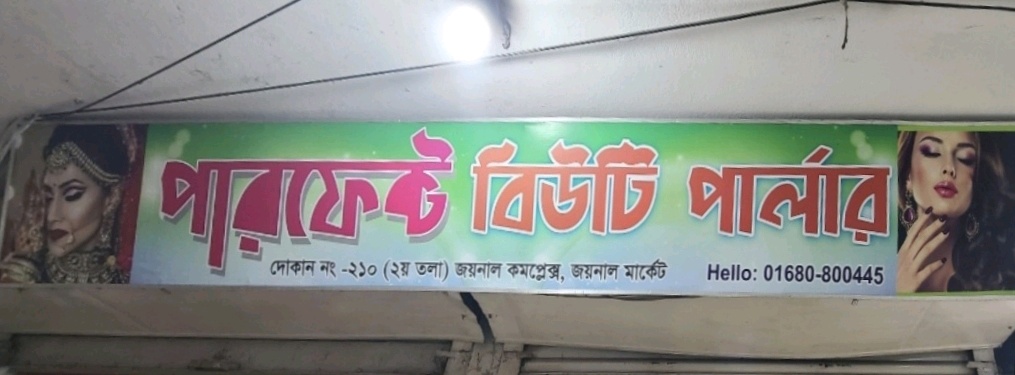 পারফেক্ট বিউটি পার্লার
দোকান নং -২১০ (২য় তলা) জয়নাল কমপ্লেক্স, জয়নাল মার্কেট Hello: 01680-800445